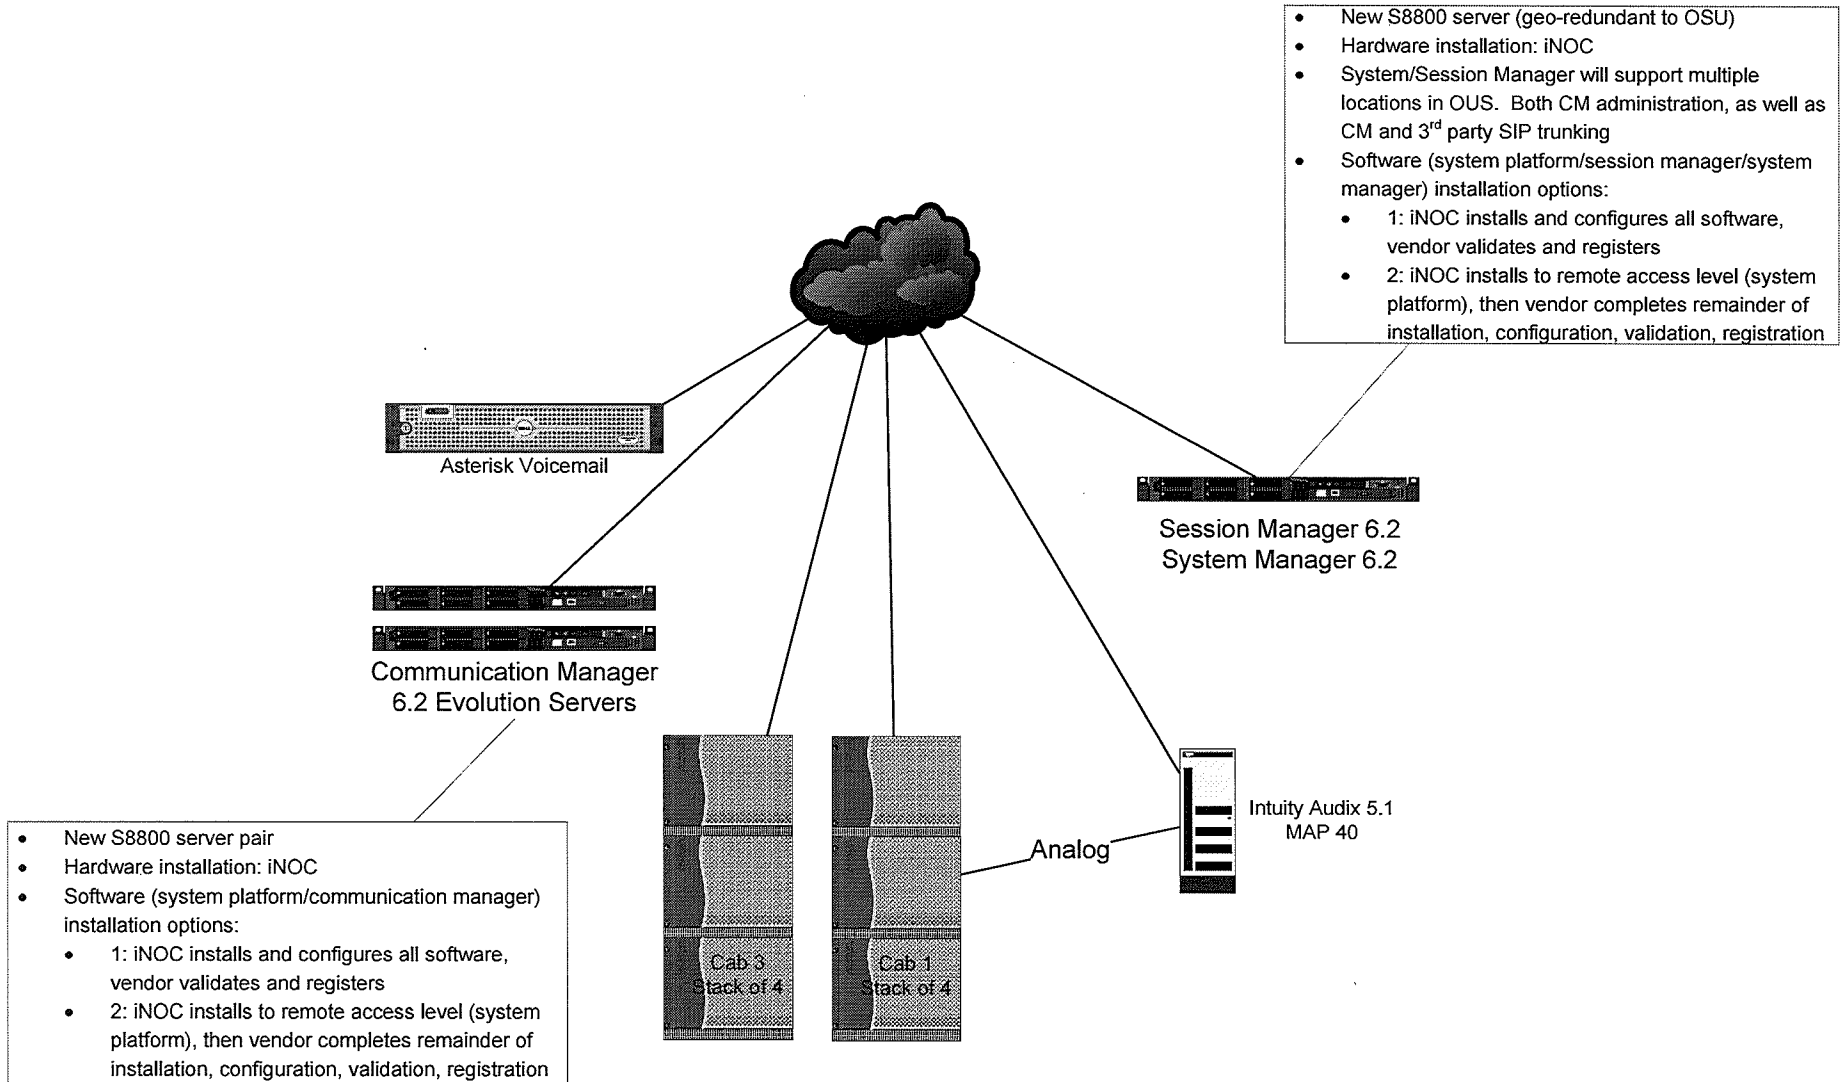 • New S8800 server (geo-redundant to OSU)
• Hardware installation: iNOC
• System/Session Manager will support multiple
locations in OUS. Both CM administration, as well as
CM and 3rd party SIP trunking
• Software (system platform/session manager/system
manager) installation options:
• 1: iNOC installs and configures all software,
vendor validates and registers
• 2: iNOC installs to remote access level (system
platform), then vendor completes remainder of
installation, configuration, validation, registration
Asterisk Voicemail
Session Manager 6.2
System Manager 6.2
Communication Manager
6.2 Evolution Servers
Intuity Audix 5.1
MAP 40
Analog
Cab 3
Stack of 4
Cab 1
Stack of 4
• New S8800 server pair
• Hardware installation: iNOC
• Software (system platform/communication manager)
installation options:
• 1: iNOC installs and configures all software,
vendor validates and registers
• 2: iNOC installs to remote access level (system
platform), then vendor completes remainder of
installation, configuration, validation, registration